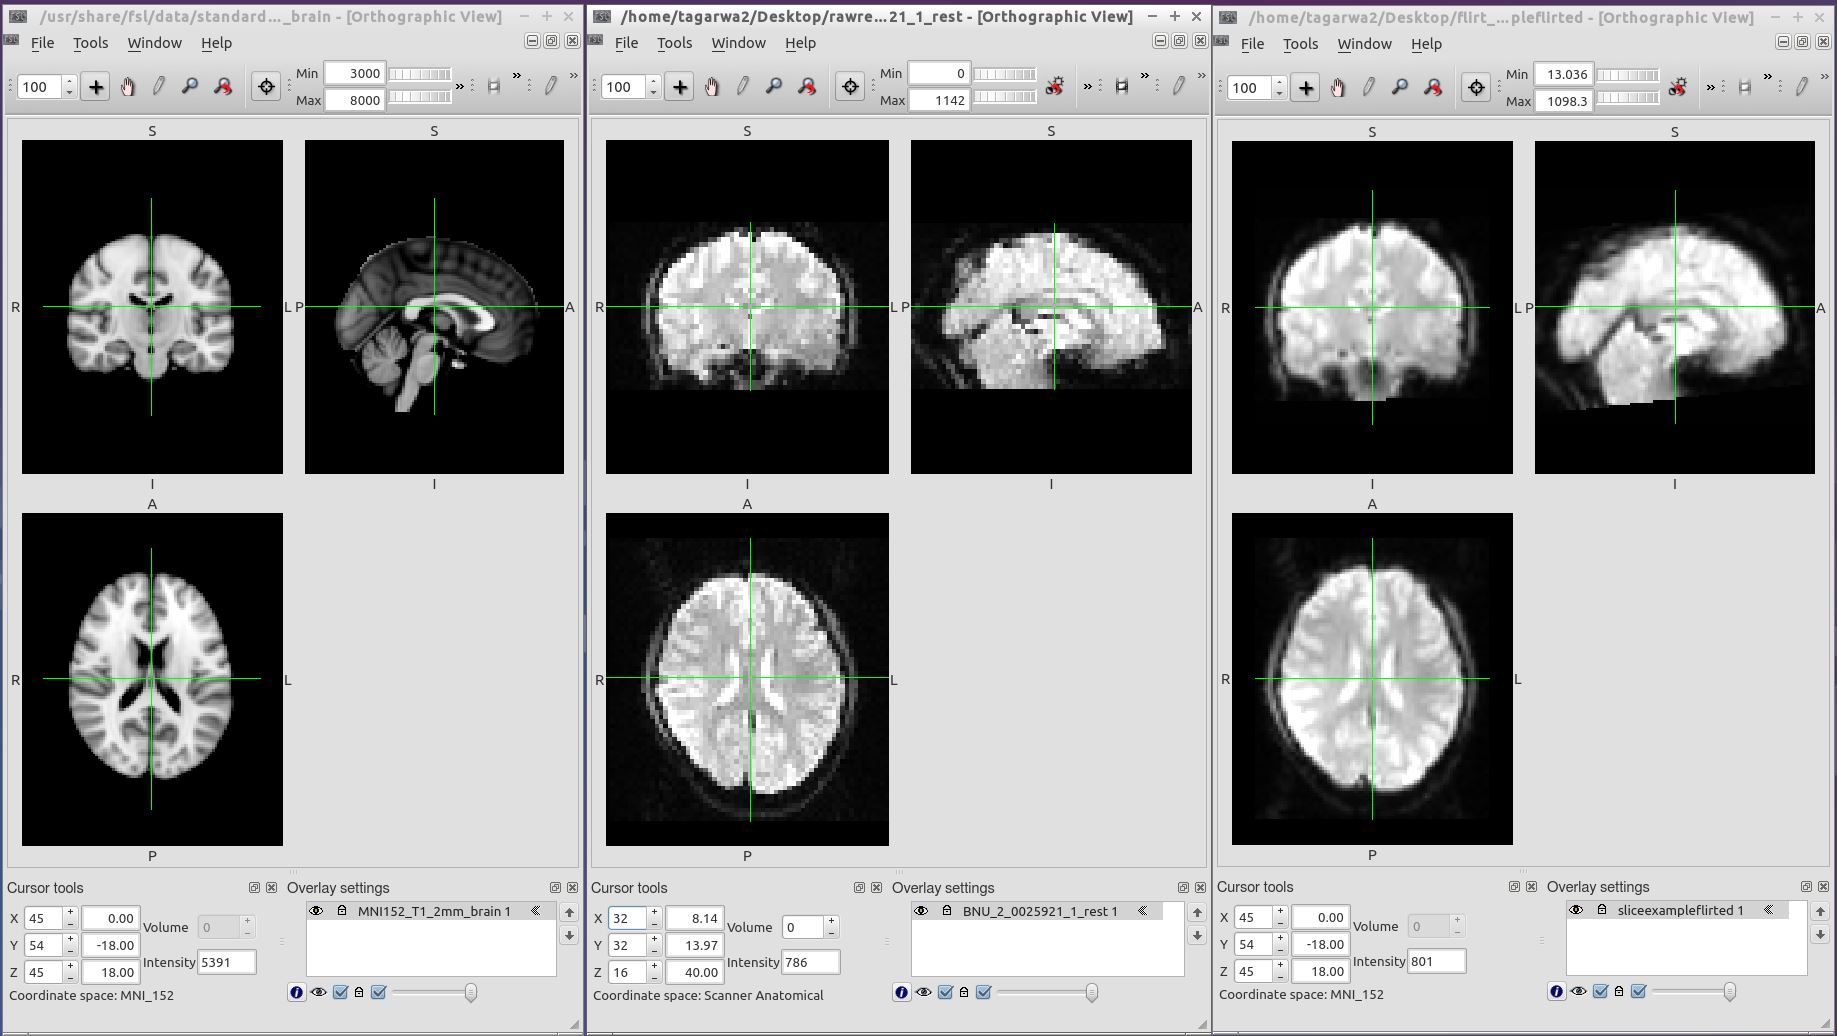 /usr/share/fsl/data/standard..._brain - [Orthographic View]
File Tools Window Help
100
Min 3000
Max 8000
»
»
S
S
R
L
P
A
I
I
A
R
L
P
Cursor tools
Overlay settings
X 45 0.00
Volume 0
Y 54 -18.00
Intensity 5391
Z 45 18.00
Coordinate space: MNI_152
MNI152_T1_2mm_brain 1
/home/tagarwa2/Desktop/rawre...21_1_rest - [Orthographic View]
File Tools Window Help
100
Min 0
Max 1142
»
»
»
S
S
R
L
P
A
I
I
A
R
L
P
Cursor tools
Overlay settings
X 32 8.14
Volume 0
Y 32 13.97
Intensity 786
Z 16 40.00
Coordinate space: Scanner Anatomical
BNU_2_0025921_1_rest 1
/home/tagarwa2/Desktop/flirt_...pleflirted - [Orthographic View]
File Tools Window Help
100
Min 13.036
Max 1098.3
»
»
»
S
S
R
L
P
A
I
I
A
R
L
P
Cursor tools
Overlay settings
X 45 0.00
Volume 0
Y 54 -18.00
Intensity 801
Z 45 18.00
Coordinate space: MNI_152
sliceexampleflirted 1